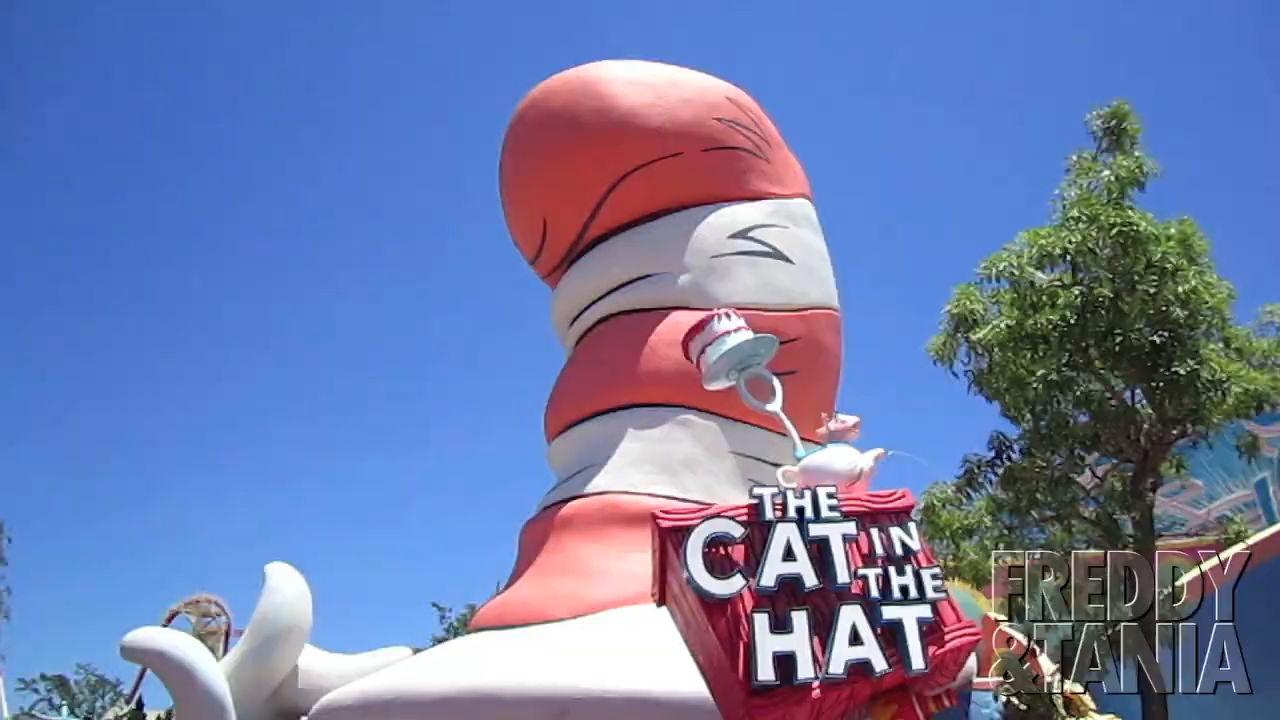 THE
CAT IN
THE
HAT
FREDDY
&TANIA